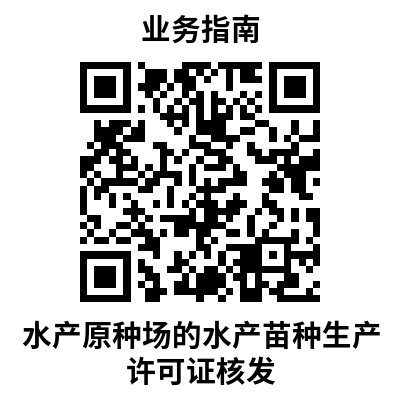 业务指南
水产原种场的水产苗种生产
许可证核发